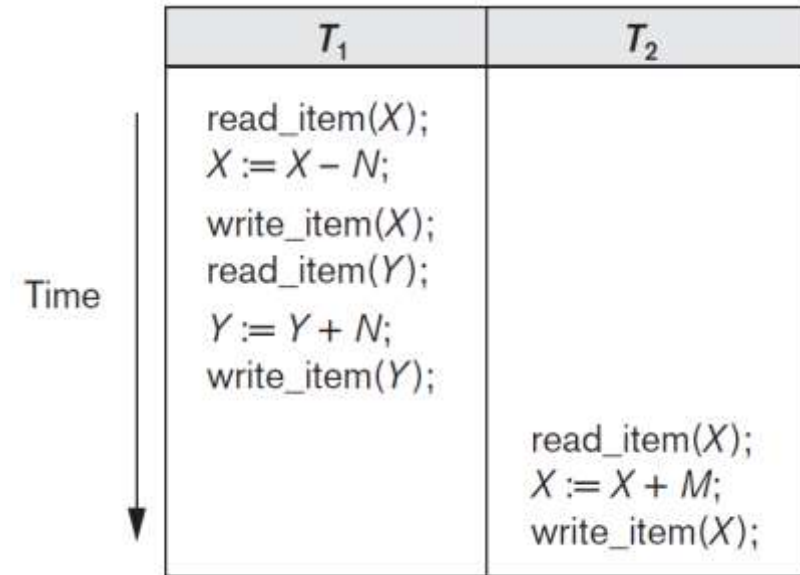 T₁ T₂
read_item(X);
X := X – N;
write_item(X);
read_item(Y);
Time
Y := Y + N;
write_item(Y);
read_item(X);
X := X + M;
write_item(X);